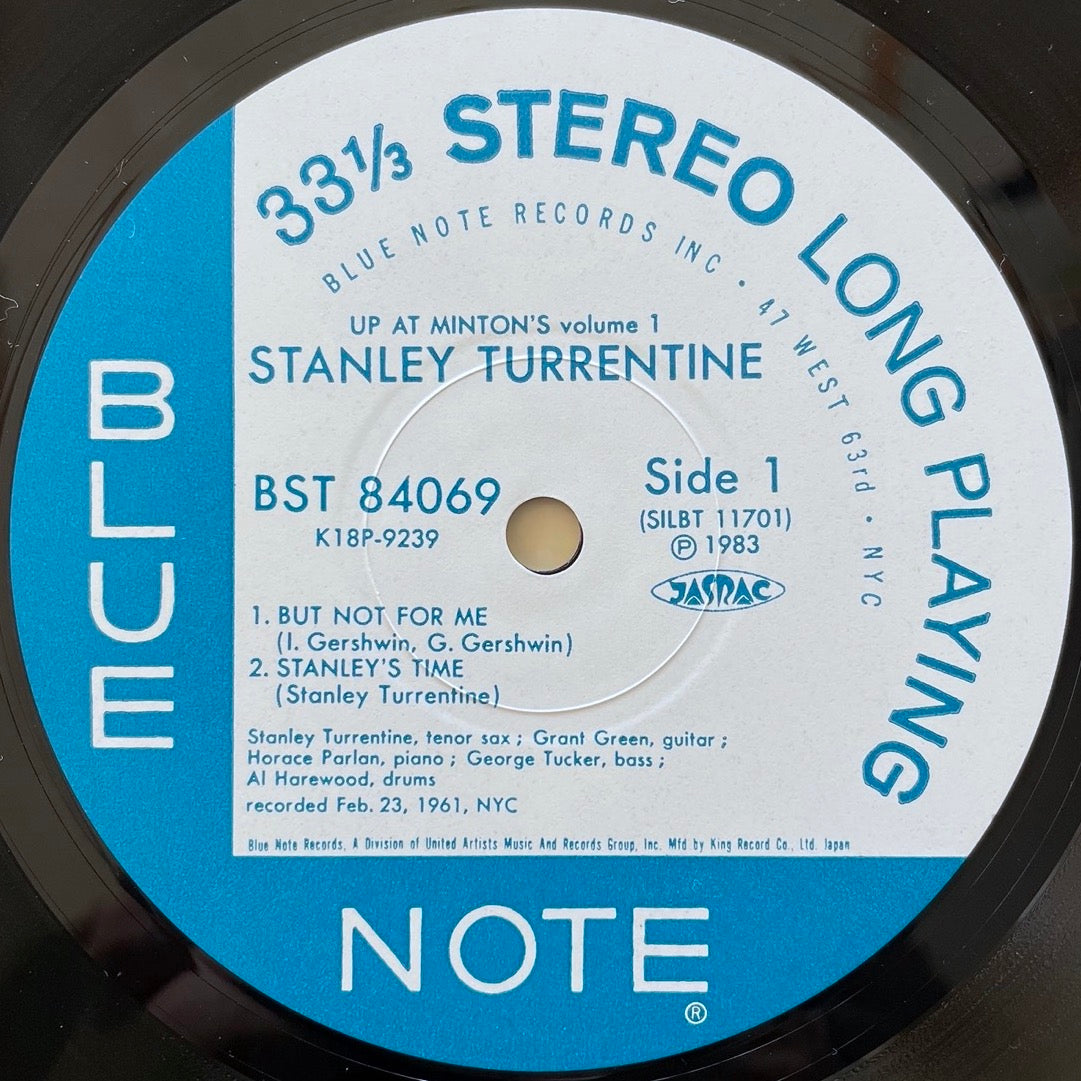 33⅓ STEREO LONG PLAYING
BLUE NOTE RECORDS INC • 47 WEST 63rd • NYC
UP AT MINTON'S volume 1
STANLEY TURRENTINE
BST 84069
K18P-9239
Side 1
(SILBT 11701)
Ⓟ 1983
JASRAC
1. BUT NOT FOR ME
(I. Gershwin, G. Gershwin)
2. STANLEY'S TIME
(Stanley Turrentine)
Stanley Turrentine, tenor sax ; Grant Green, guitar ;
Horace Parlan, piano ; George Tucker, bass ;
Al Harewood, drums
recorded Feb. 23, 1961, NYC
Blue Note Records, A Division of United Artists Music And Records Group, Inc. Mfd by King Record Co., Ltd. Japan
BLUE
NOTE
®